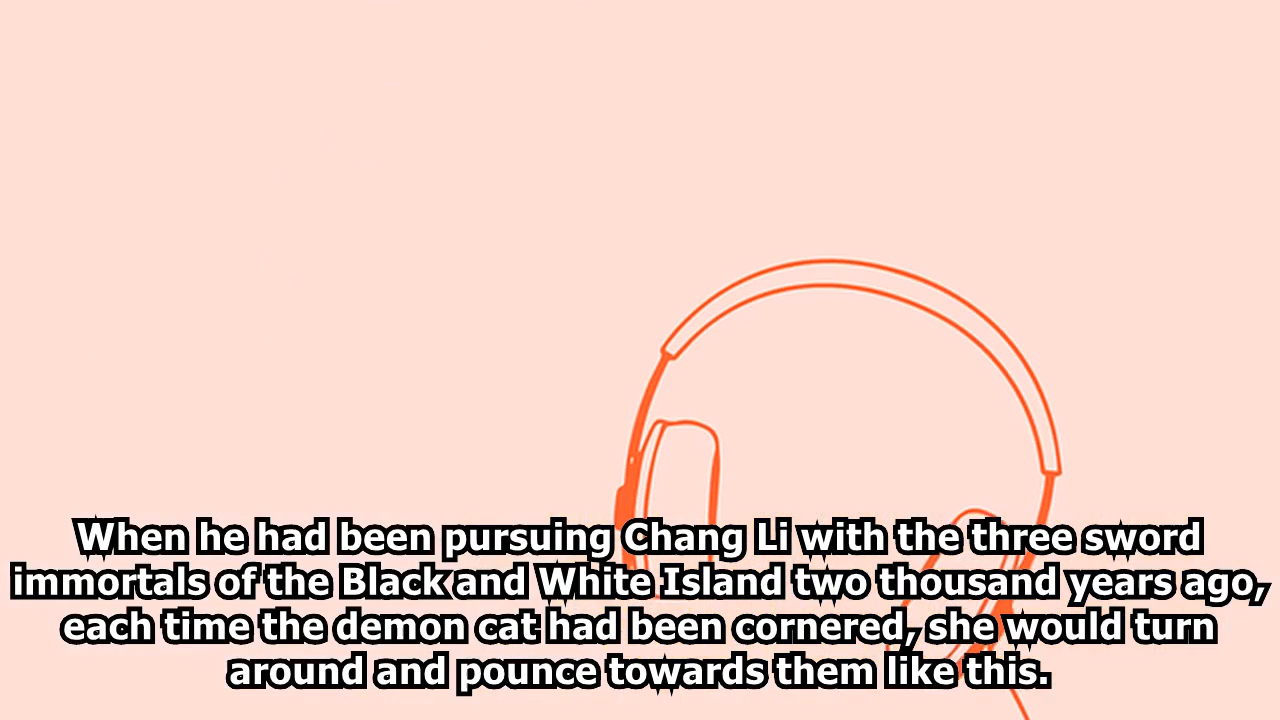 When he had been pursuing Chang Li with the three sword
immortals of the Black and White Island two thousand years ago,
each time the demon cat had been cornered, she would turn
around and pounce towards them like this.